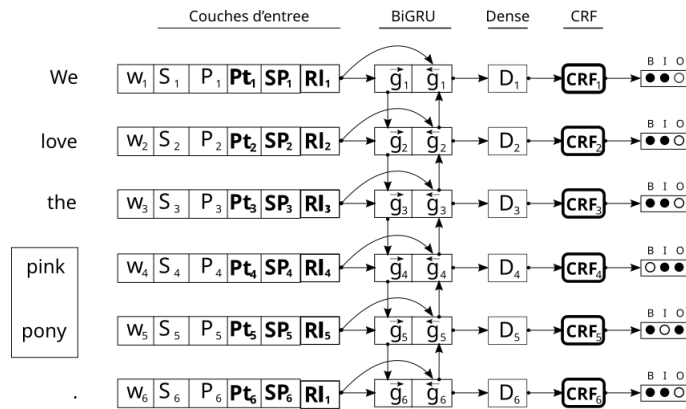 Couches d’entree BiGRU Dense CRF
B I O
We w1 S1 P1 Pt1 SP1 RI1 g1 g1 D1 CRF1
B I O
love w2 S2 P2 Pt2 SP2 RI2 g2 g2 D2 CRF2
B I O
the w3 S3 P3 Pt3 SP3 RI3 g3 g3 D3 CRF3
B I O
pink w4 S4 P4 Pt4 SP4 RI4 g4 g4 D4 CRF4
B I O
pony w5 S5 P5 Pt5 SP5 RI5 g5 g5 D5 CRF5
B I O
. w6 S6 P6 Pt6 SP6 RI1 g6 g6 D6 CRF6